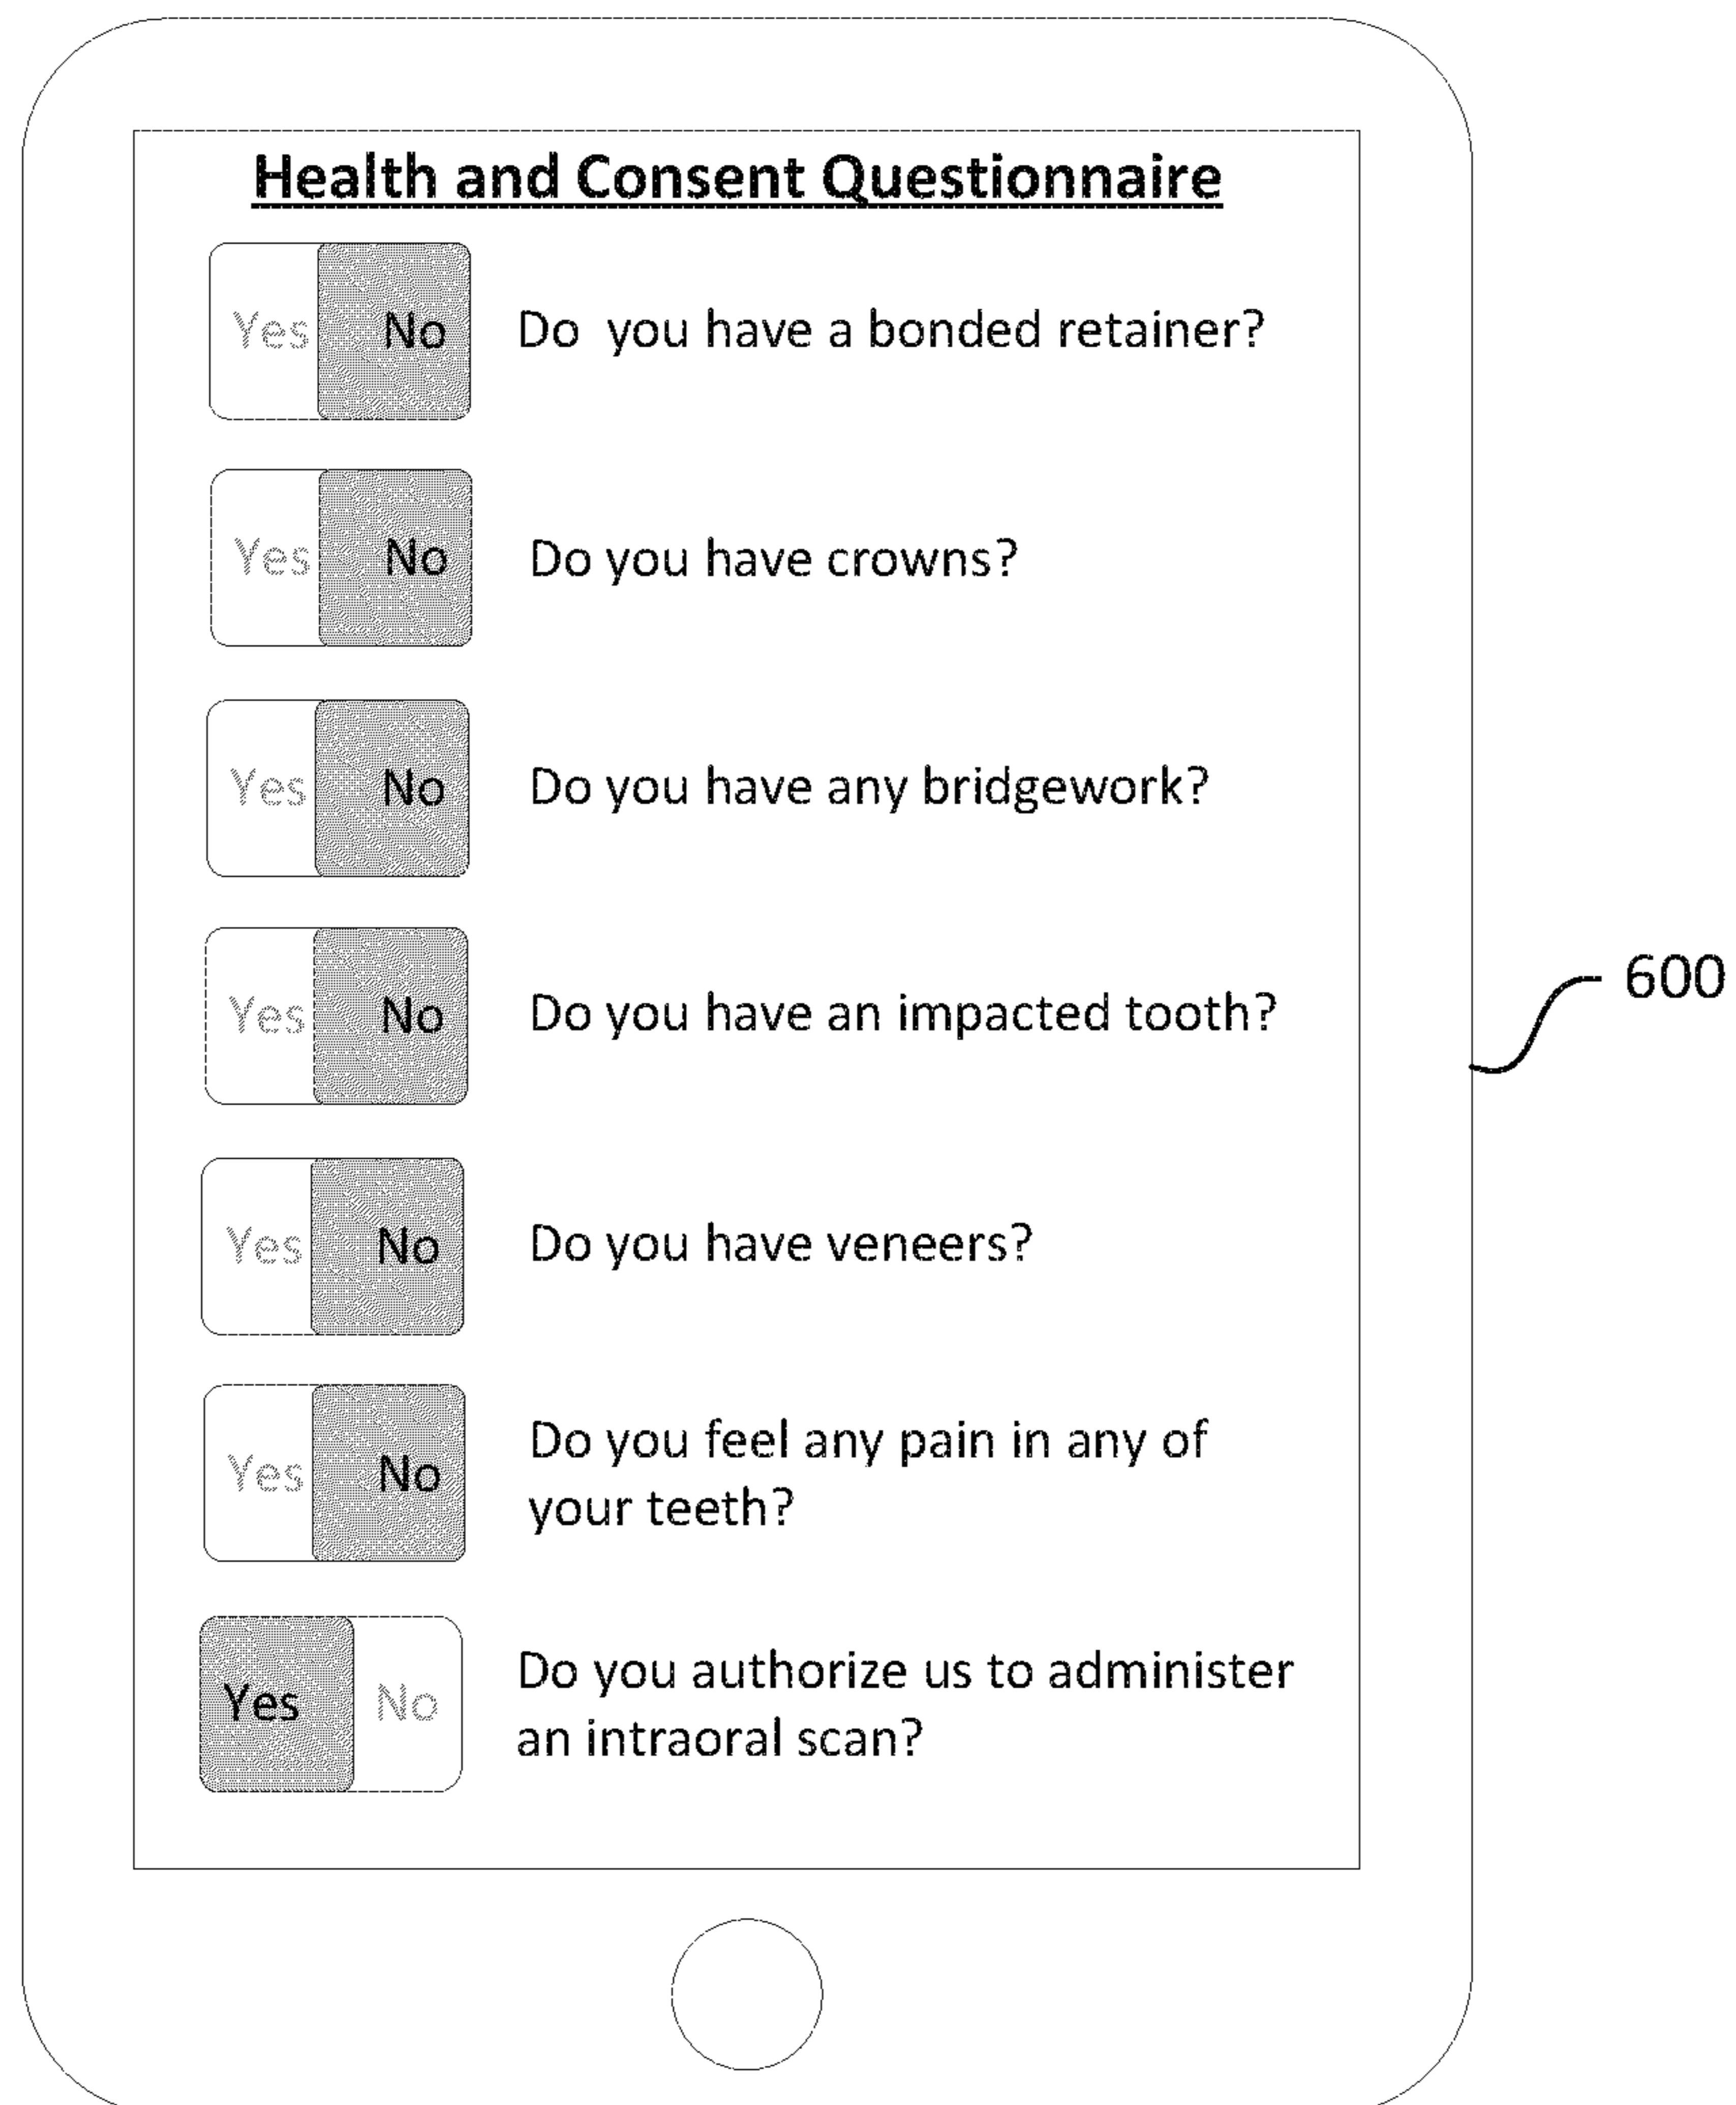 Health and Consent Questionnaire
Yes No Do you have a bonded retainer?
Yes No Do you have crowns?
Yes No Do you have any bridgework?
Yes No Do you have an impacted tooth?
600
Yes No Do you have veneers?
Yes No Do you feel any pain in any of
your teeth?
Yes No Do you authorize us to administer
an intraoral scan?